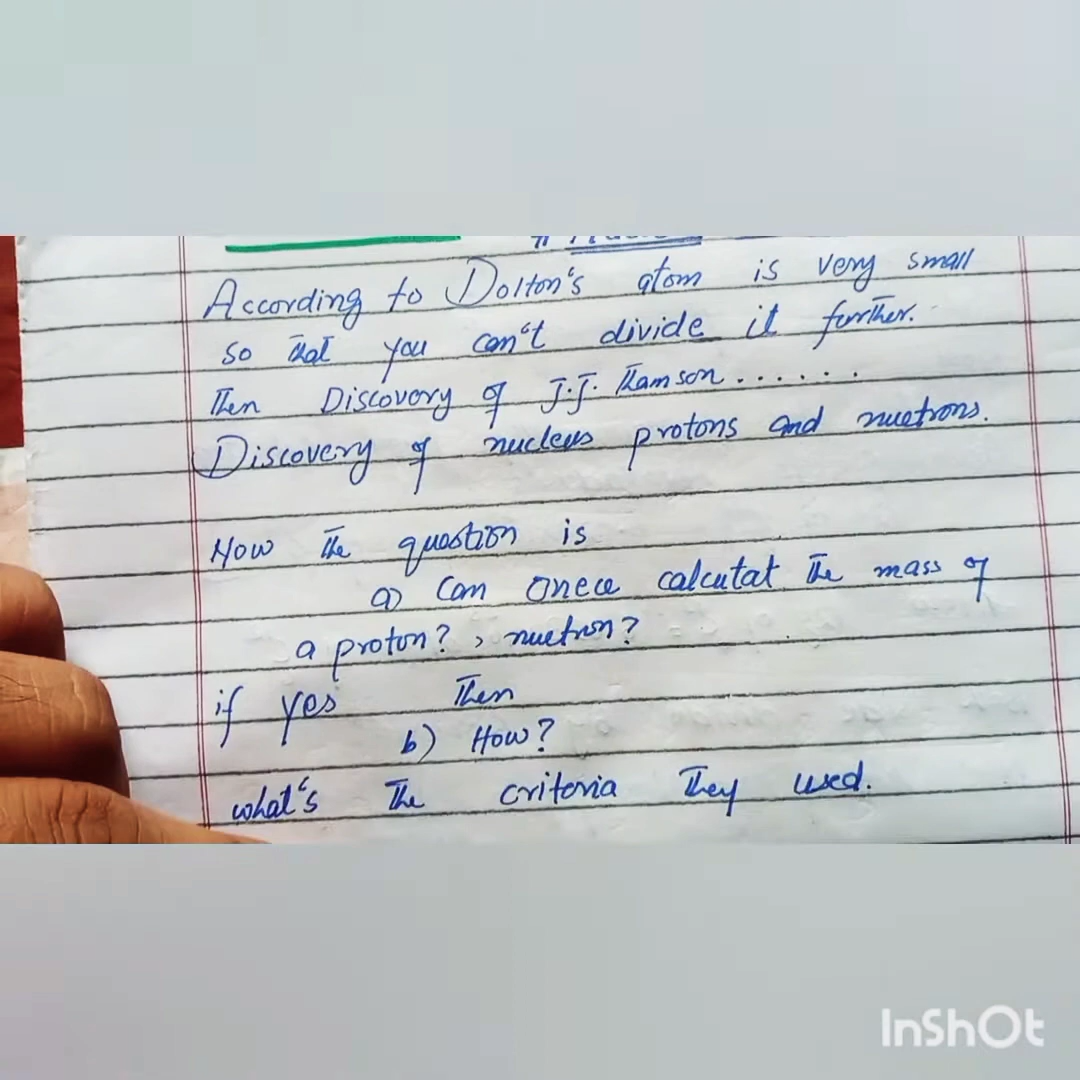 According to Dolton's atom is very small
so that you can't divide it further.
Then Discovery of J.J. Thamson......
Discovery of nucleus protons and nuetrons.
Now the question is
a) Can onece calcutat the mass of
a proton? , nuetron?
if yes Then
b) How?
what's The criteria They used.
InShOt